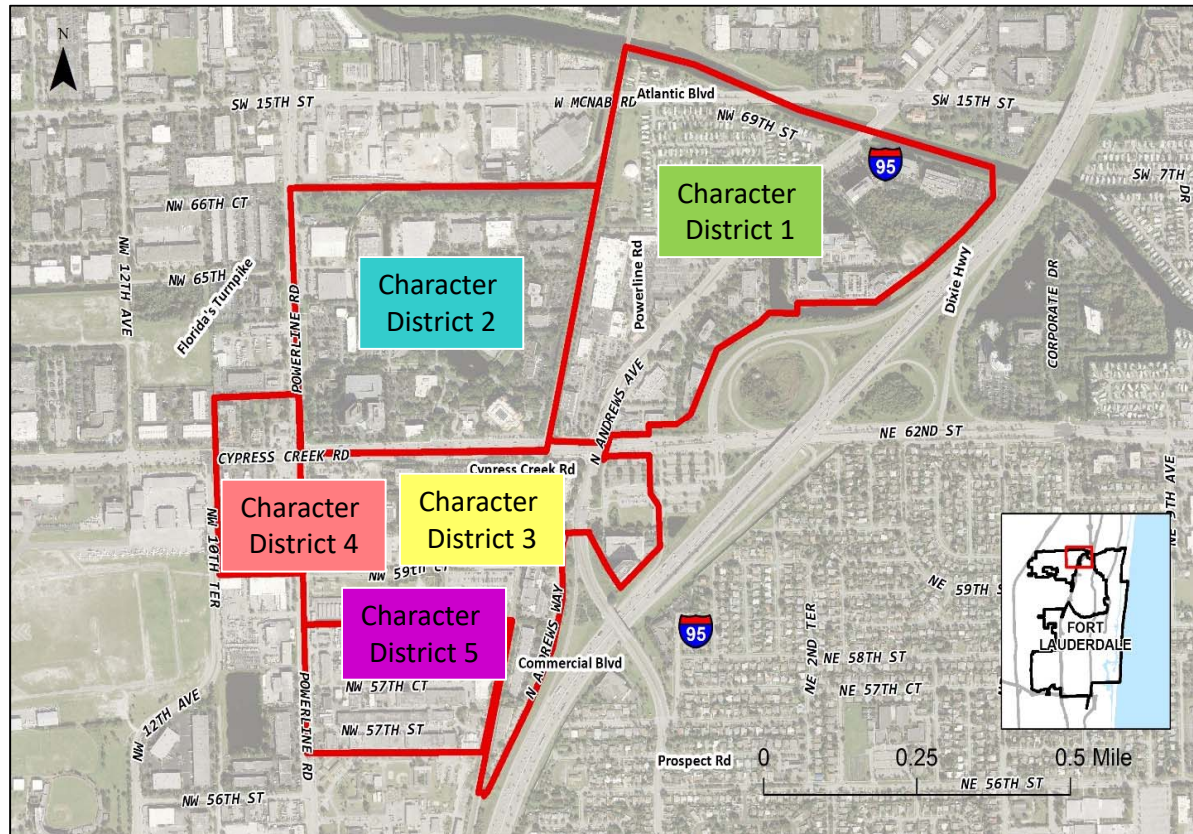 N
Atlantic Blvd
SW 15TH ST
W MCNAB RD
SW 15TH ST
NW 69TH ST
95
SW 7TH DR
NW 66TH CT
Character
District 1
NW 12TH AVE
NW 65TH
Florida's Turnpike
POWERLINE RD
Character
District 2
Powerline Rd
Dixie Hwy
CORPORATE DR
N ANDREWS AVE
NE 62ND ST
CYPRESS CREEK RD
Cypress Creek Rd
Character
District 4
Character
District 3
NW 10TH TER
NW 59TH CT
NE 59TH S
Character
District 5
N ANDREWS WAY
95
NE 2ND TER
FORT
LAUDERDALE
Commercial Blvd
NE 58TH ST
NW 57TH CT
NE 57TH CT
NW 12TH AVE
POWERLINE RD
NW 57TH ST
Prospect Rd
0 0.25 0.5 Mile
NW 56TH ST
NE 56TH ST